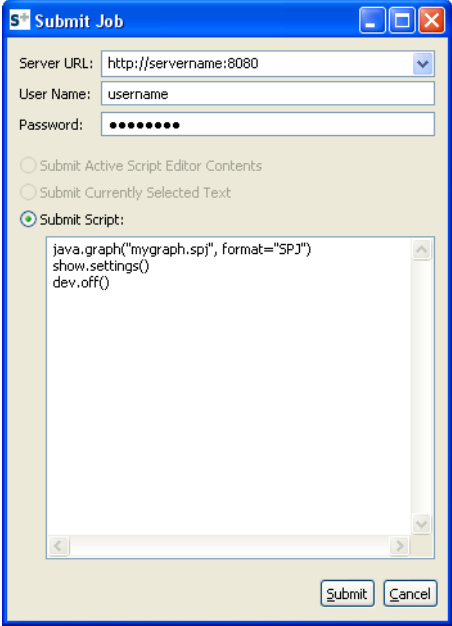 S+ Submit Job
Server URL: http://servername:8080
User Name: username
Password: ●●●●●●●●
Submit Active Script Editor Contents
Submit Currently Selected Text
Submit Script:
java.graph("mygraph.spj", format="SPJ")
show.settings()
dev.off()
Submit Cancel